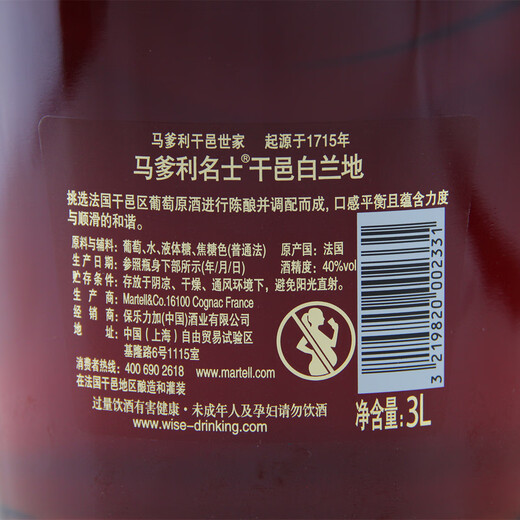 马爹利干邑世家 起源于1715年
马爹利名士®干邑白兰地
挑选法国干邑区葡萄原酒进行陈酿并调配而成，口感平衡且蕴含力度
与顺滑的和谐。
原料与辅料：葡萄、水、液体糖、焦糖色(普通法) 原产国：法国
生产日期：参照瓶身下部所示(年/月/日) 酒精度：40%vol
贮存条件：存放于阴凉、干燥、通风环境下，避免阳光直射。
生产商：Martell&Co.16100 Cognac France
经销商：保乐力加(中国)酒业有限公司
地址：中国（上海）自由贸易试验区
基隆路6号1115室
消费者热线：400 690 2618 www.martell.com
在法国干邑地区酿造和灌装
过量饮酒有害健康·未成年人及孕妇请勿饮酒
www.wise-drinking.com
净含量：3L
3 219820 002331